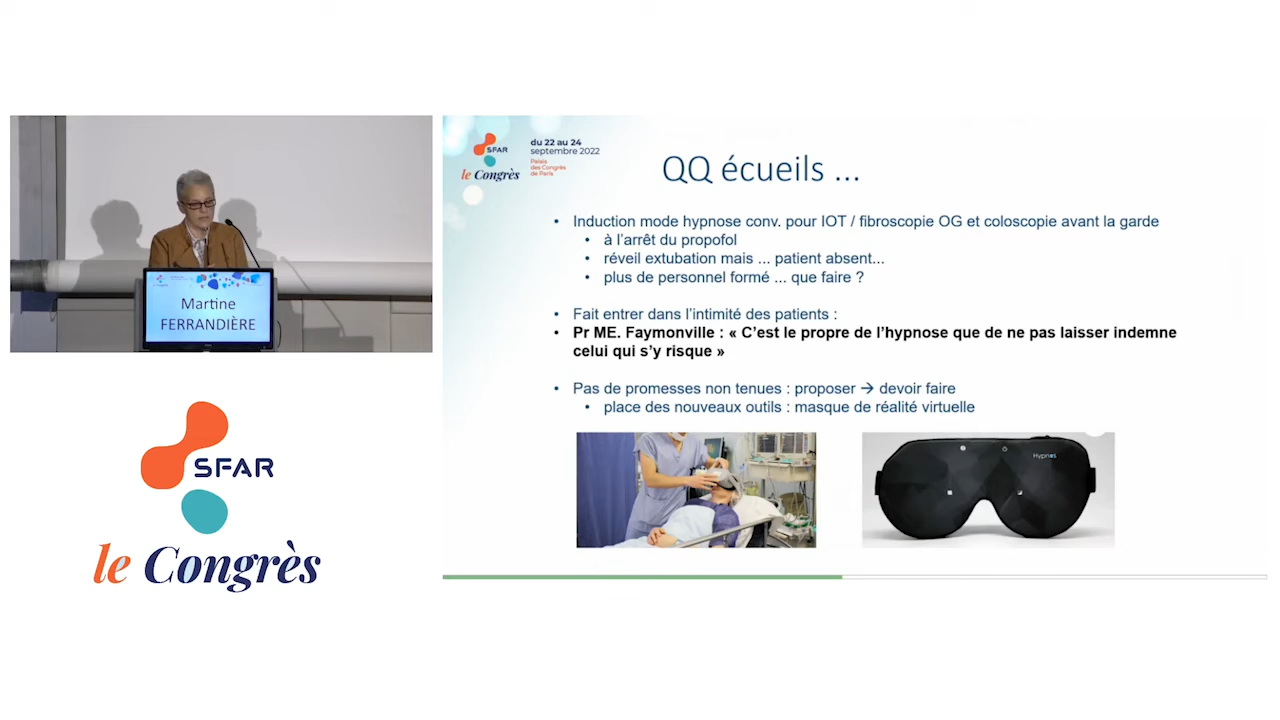 Martine
FERRANDIÈRE
SFAR
le Congrès
SFAR
le Congrès
du 22 au 24
septembre 2022
Palais
des Congrès
de Paris
QQ écueils ...
• Induction mode hypnose conv. pour IOT / fibroscopie OG et coloscopie avant la garde
• à l’arrêt du propofol
• réveil extubation mais ... patient absent...
• plus de personnel formé ... que faire ?
• Fait entrer dans l’intimité des patients :
• Pr ME. Faymonville : « C’est le propre de l’hypnose que de ne pas laisser indemne
celui qui s’y risque »
• Pas de promesses non tenues : proposer → devoir faire
• place des nouveaux outils : masque de réalité virtuelle
Hypnos